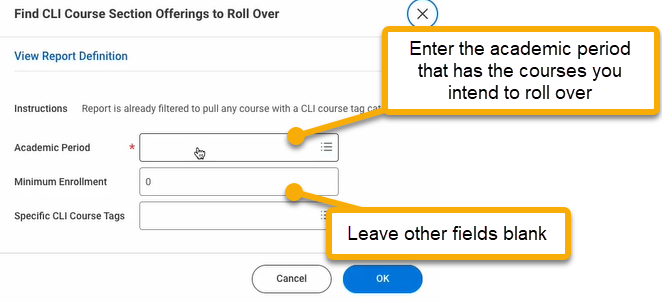 Find CLI Course Section Offerings to Roll Over
View Report Definition
Enter the academic period
that has the courses you
intend to roll over
Instructions Report is already filtered to pull any course with a CLI course tag
Academic Period *
Minimum Enrollment 0
Specific CLI Course Tags
Leave other fields blank
Cancel OK